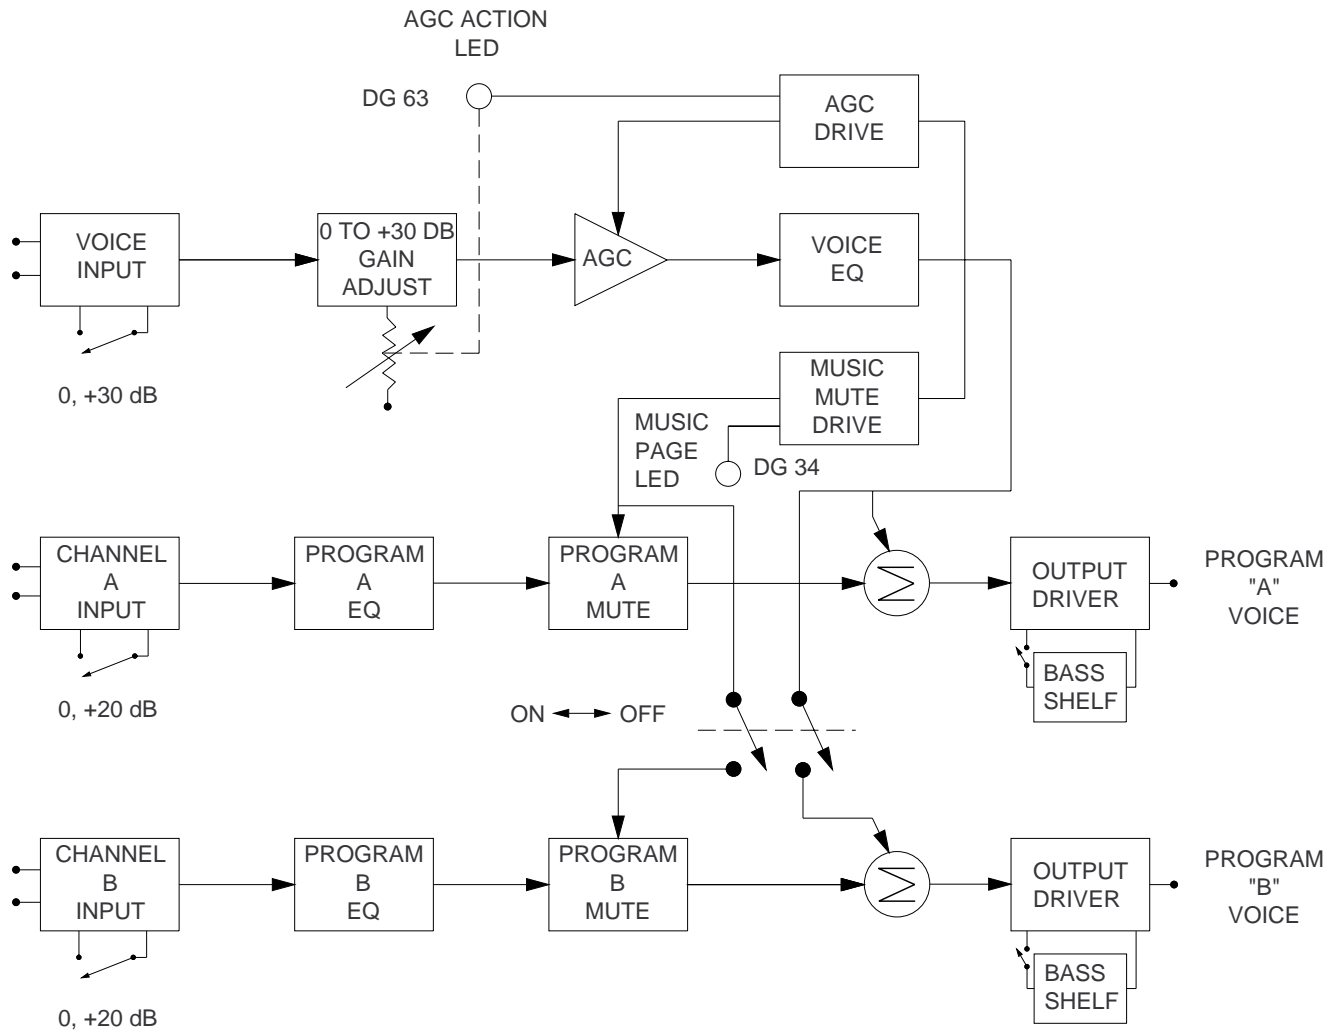 AGC ACTION
LED
DG 63
AGC
DRIVE
VOICE
INPUT
0 TO +30 DB
GAIN
ADJUST
AGC
VOICE
EQ
0, +30 dB
MUSIC
MUTE
DRIVE
MUSIC
PAGE
LED
DG 34
CHANNEL
A
INPUT
PROGRAM
A
EQ
PROGRAM
A
MUTE
Σ
OUTPUT
DRIVER
PROGRAM
"A"
VOICE
BASS
SHELF
0, +20 dB
ON
OFF
CHANNEL
B
INPUT
PROGRAM
B
EQ
PROGRAM
B
MUTE
Σ
OUTPUT
DRIVER
PROGRAM
"B"
VOICE
BASS
SHELF
0, +20 dB